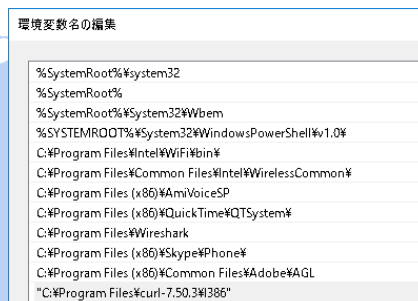 環境変数名の編集
%SystemRoot%¥system32
%SystemRoot%
%SystemRoot%¥System32¥Wbem
%SYSTEMROOT%¥System32¥WindowsPowerShell¥v1.0¥
C:¥Program Files¥Intel¥WiFi¥bin¥
C:¥Program Files¥Common Files¥Intel¥WirelessCommon¥
C:¥Program Files (x86)¥AmiVoiceSP
C:¥Program Files (x86)¥QuickTime¥QTSystem¥
C:¥Program Files¥Wireshark
C:¥Program Files (x86)¥Skype¥Phone¥
C:¥Program Files (x86)¥Common Files¥Adobe¥AGL
"C:¥Program Files¥curl-7.50.3¥I386"